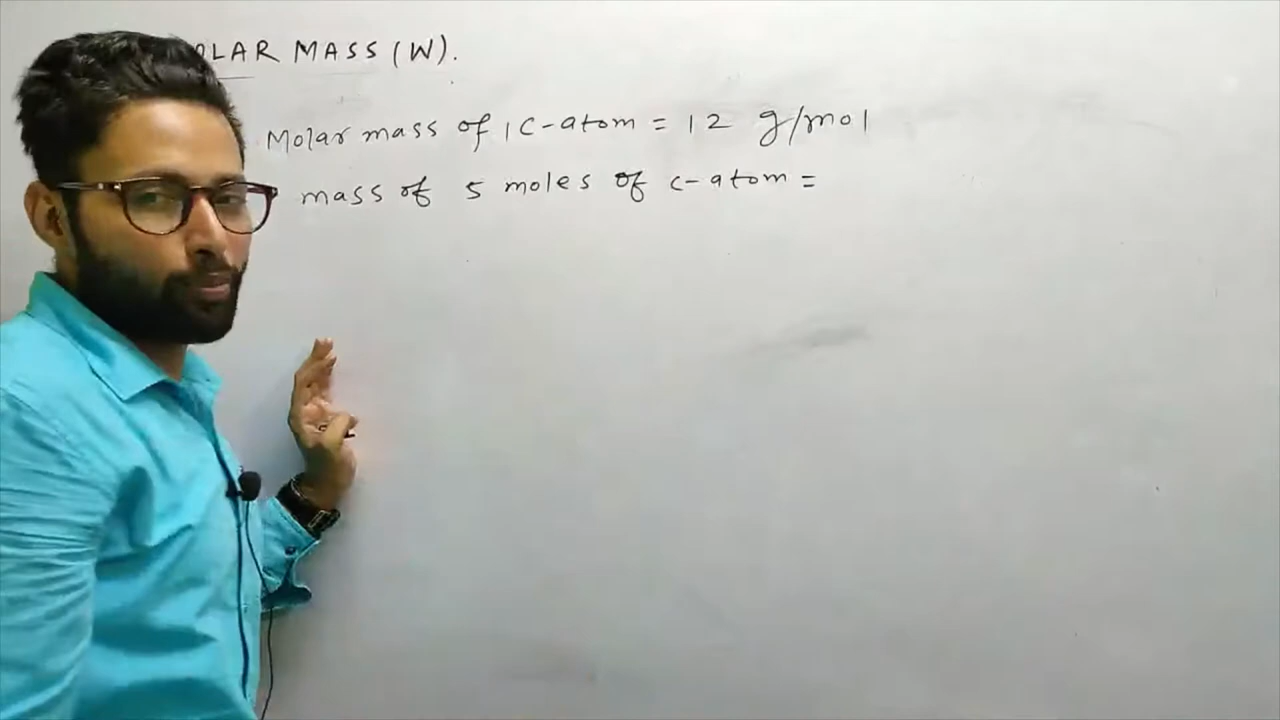 OLAR MASS (W).
Molar mass of 1 C-atom = 12 g/mol
mass of 5 moles of c-atom =